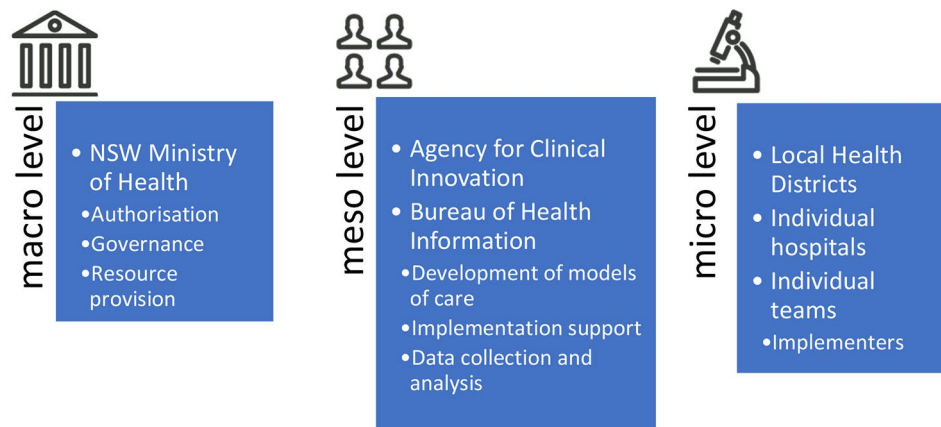 macro level
• NSW Ministry
of Health
•Authorisation
•Governance
•Resource
provision
meso level
• Agency for Clinical
Innovation
• Bureau of Health
Information
•Development of models
of care
•Implementation support
•Data collection and
analysis
micro level
• Local Health
Districts
• Individual
hospitals
• Individual
teams
•Implementers